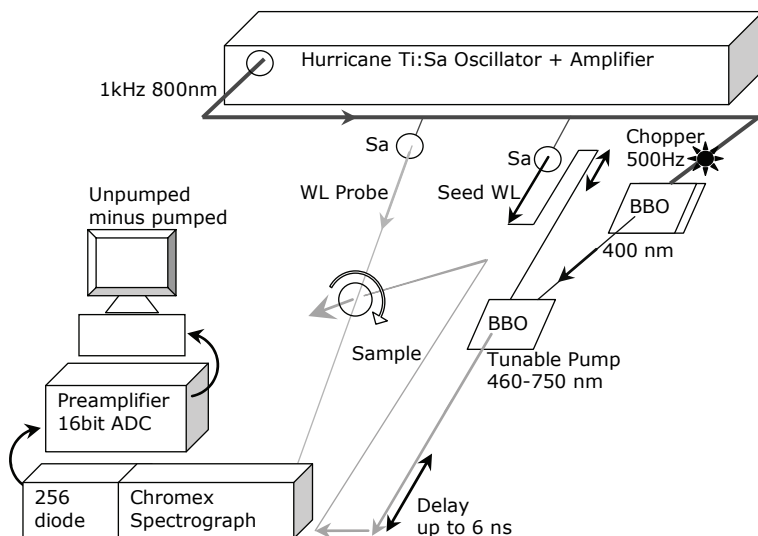 Hurricane Ti:Sa Oscillator + Amplifier
1kHz 800nm
Sa
Sa
Chopper
500Hz
WL Probe
Seed WL
BBO
400 nm
Unpumped
minus pumped
BBO
Sample
Tunable Pump
460-750 nm
Preamplifier
16bit ADC
256
diode
Chromex
Spectrograph
Delay
up to 6 ns